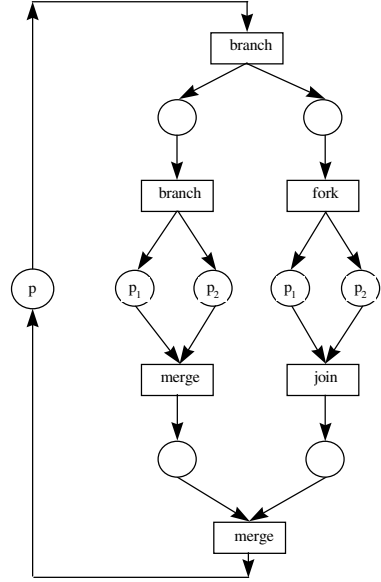 branch
branch
fork
p
p1
p2
p1
p2
merge
join
merge